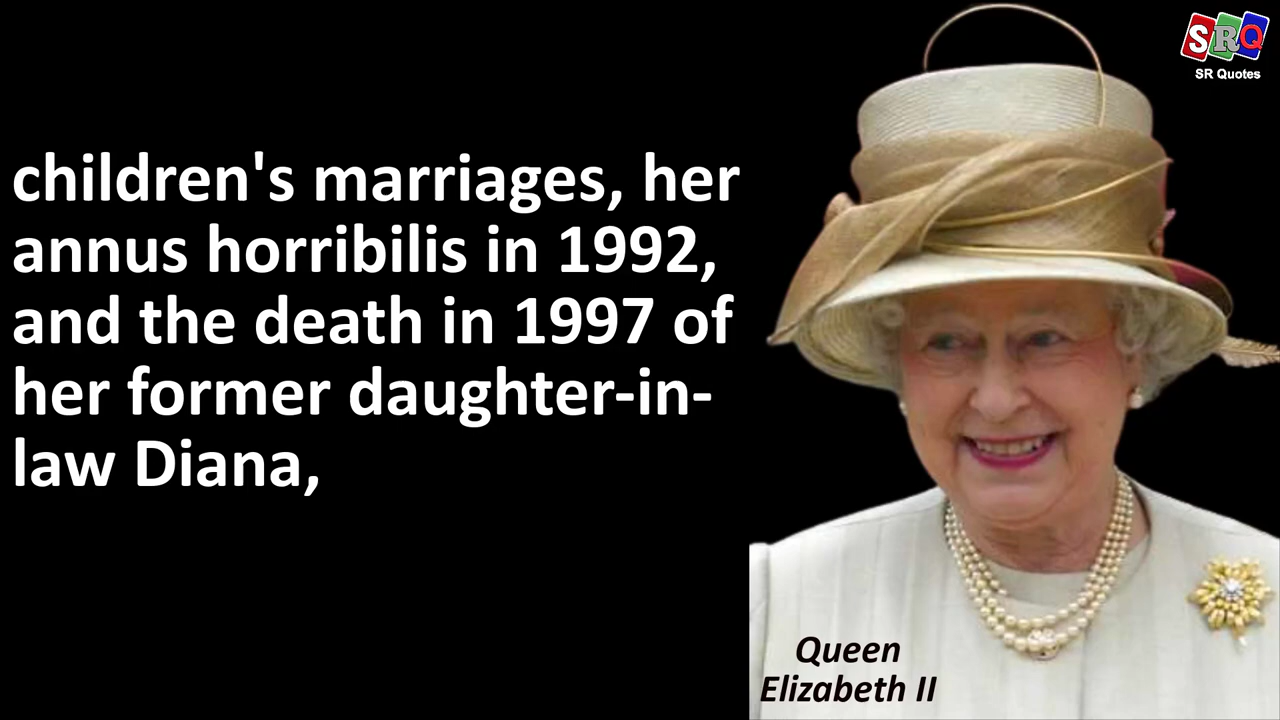 children's marriages, her
annus horribilis in 1992,
and the death in 1997 of
her former daughter-in-
law Diana,
SRQ
SR Quotes
Queen
Elizabeth II